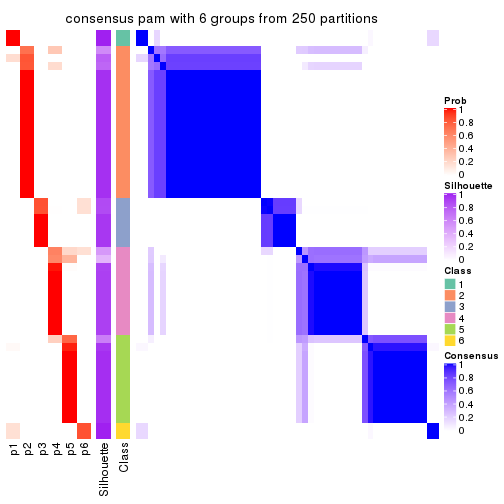 consensus pam with 6 groups from 250 partitions
Prob
1
0.8
0.6
0.4
0.2
0
Silhouette
1
0.8
0.6
0.4
0.2
0
Class
1
2
3
4
5
6
Consensus
1
0.8
0.6
0.4
0.2
0
p1
p2
p3
p4
p5
p6
Silhouette
Class